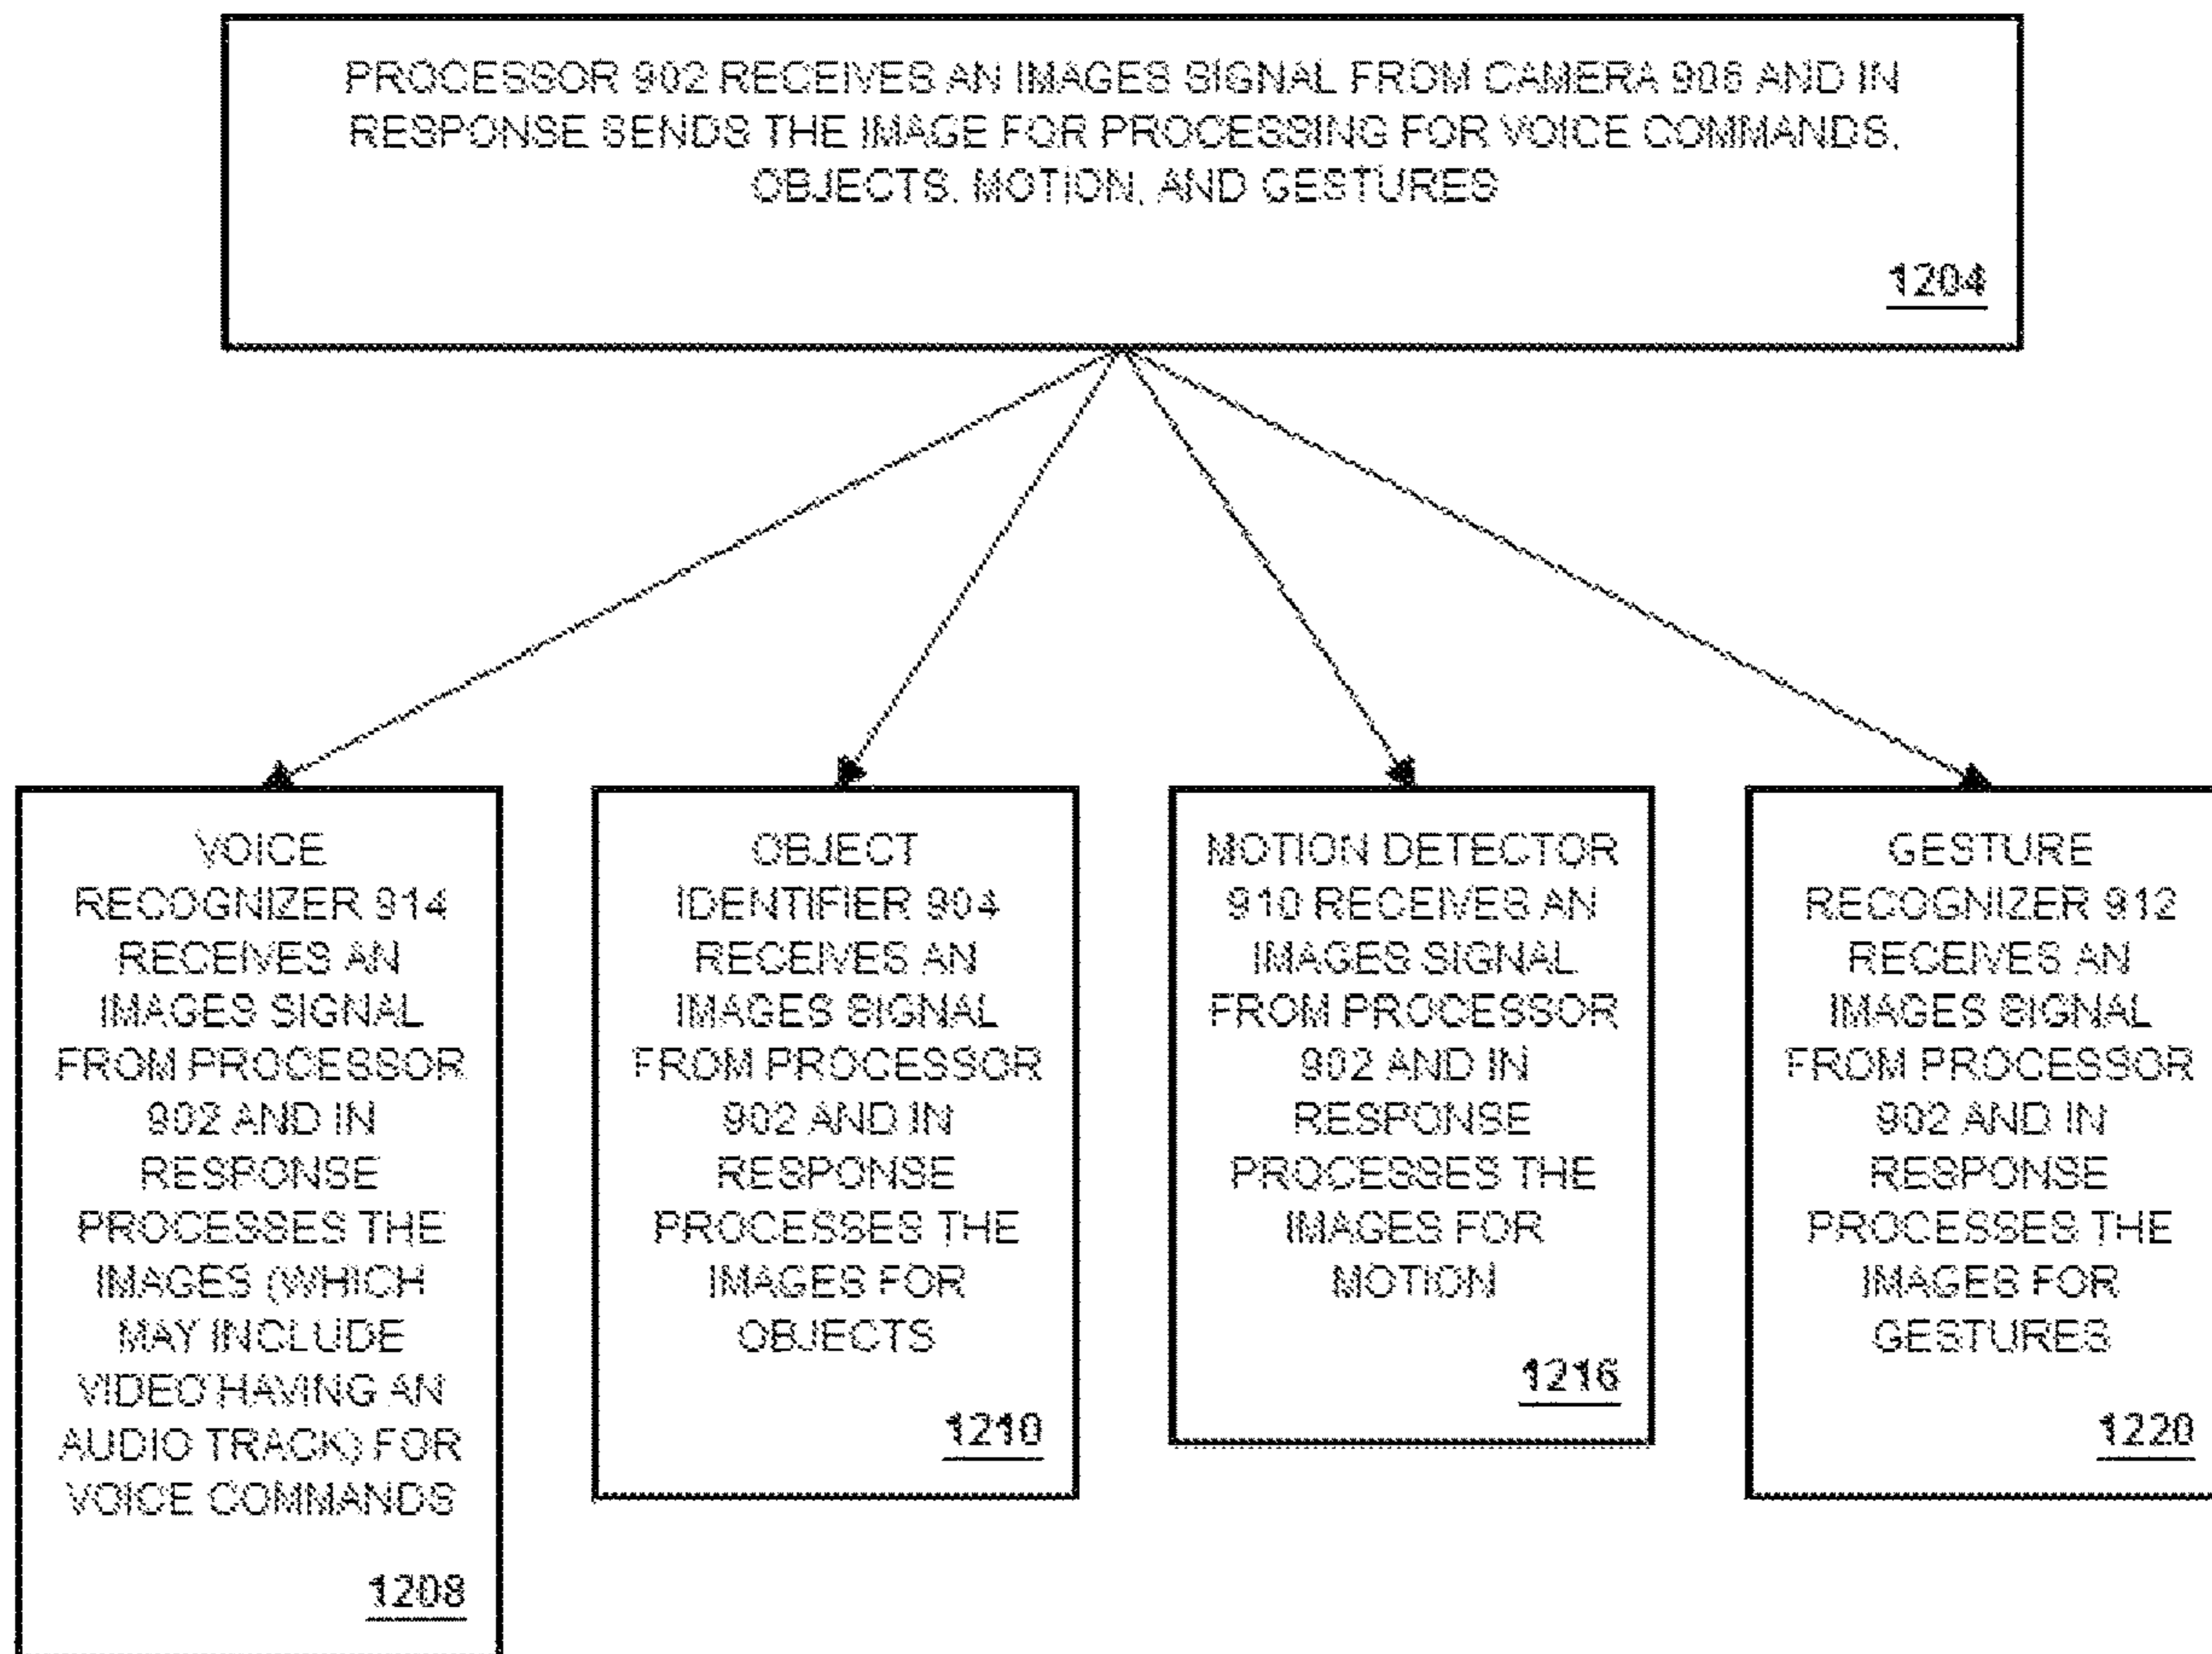 PROCESSOR 902 RECEIVES AN IMAGES SIGNAL FROM CAMERA 906 AND IN
RESPONSE SENDS THE IMAGE FOR PROCESSING FOR VOICE COMMANDS,
OBJECTS, MOTION, AND GESTURES
1204
VOICE
RECOGNIZER 914
RECEIVES AN
IMAGES SIGNAL
FROM PROCESSOR
902 AND IN
RESPONSE
PROCESSES THE
IMAGES (WHICH
MAY INCLUDE
VIDEO HAVING AN
AUDIO TRACK) FOR
VOICE COMMANDS
1208
OBJECT
IDENTIFIER 904
RECEIVES AN
IMAGES SIGNAL
FROM PROCESSOR
902 AND IN
RESPONSE
PROCESSES THE
IMAGES FOR
OBJECTS
1210
MOTION DETECTOR
910 RECEIVES AN
IMAGES SIGNAL
FROM PROCESSOR
902 AND IN
RESPONSE
PROCESSES THE
IMAGES FOR
MOTION
1216
GESTURE
RECOGNIZER 912
RECEIVES AN
IMAGES SIGNAL
FROM PROCESSOR
902 AND IN
RESPONSE
PROCESSES THE
IMAGES FOR
GESTURES
1220